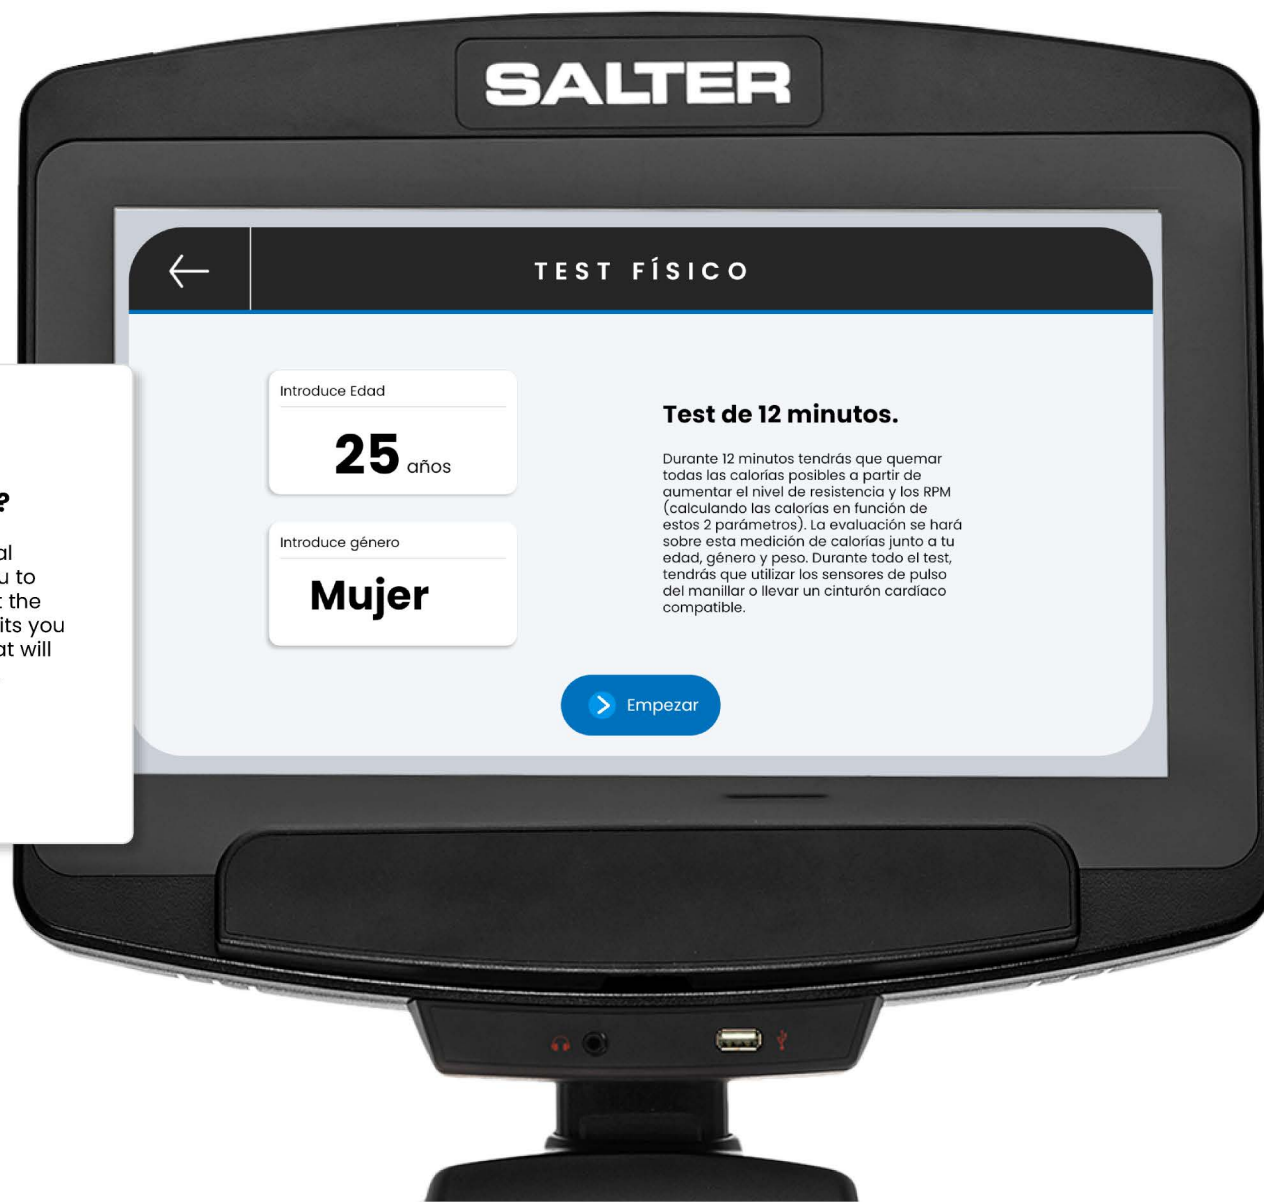 SALTER
TEST FÍSICO
Introduce Edad
25 años
Introduce género
Mujer
Test de 12 minutos.
Durante 12 minutos tendrás que quemar
todas las calorías posibles a partir de
aumentar el nivel de resistencia y los RPM
(calculando las calorías en función de
estos 2 parámetros). La evaluación se hará
sobre esta medición de calorías junto a tu
edad, género y peso. Durante todo el test,
tendrás que utilizar los sensores de pulso
del manillar o llevar un cinturón cardíaco
compatible.
Empezar
?
u to
t the
its you
at will